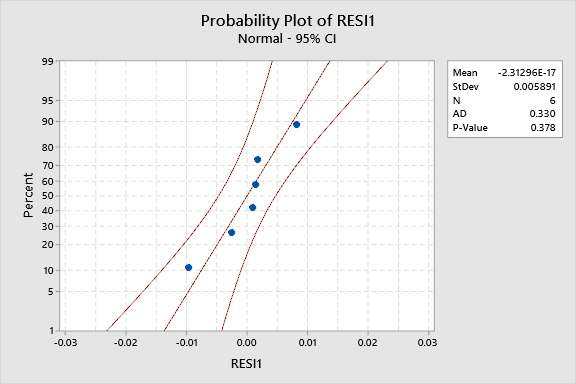 Probability Plot of RESI1
Normal - 95% CI
99
95
90
80
70
60
50
40
30
20
10
5
1
Percent
-0.03 -0.02 -0.01 0.00 0.01 0.02 0.03
RESI1
Mean -2.31296E-17
StDev 0.005891
N 6
AD 0.330
P-Value 0.378